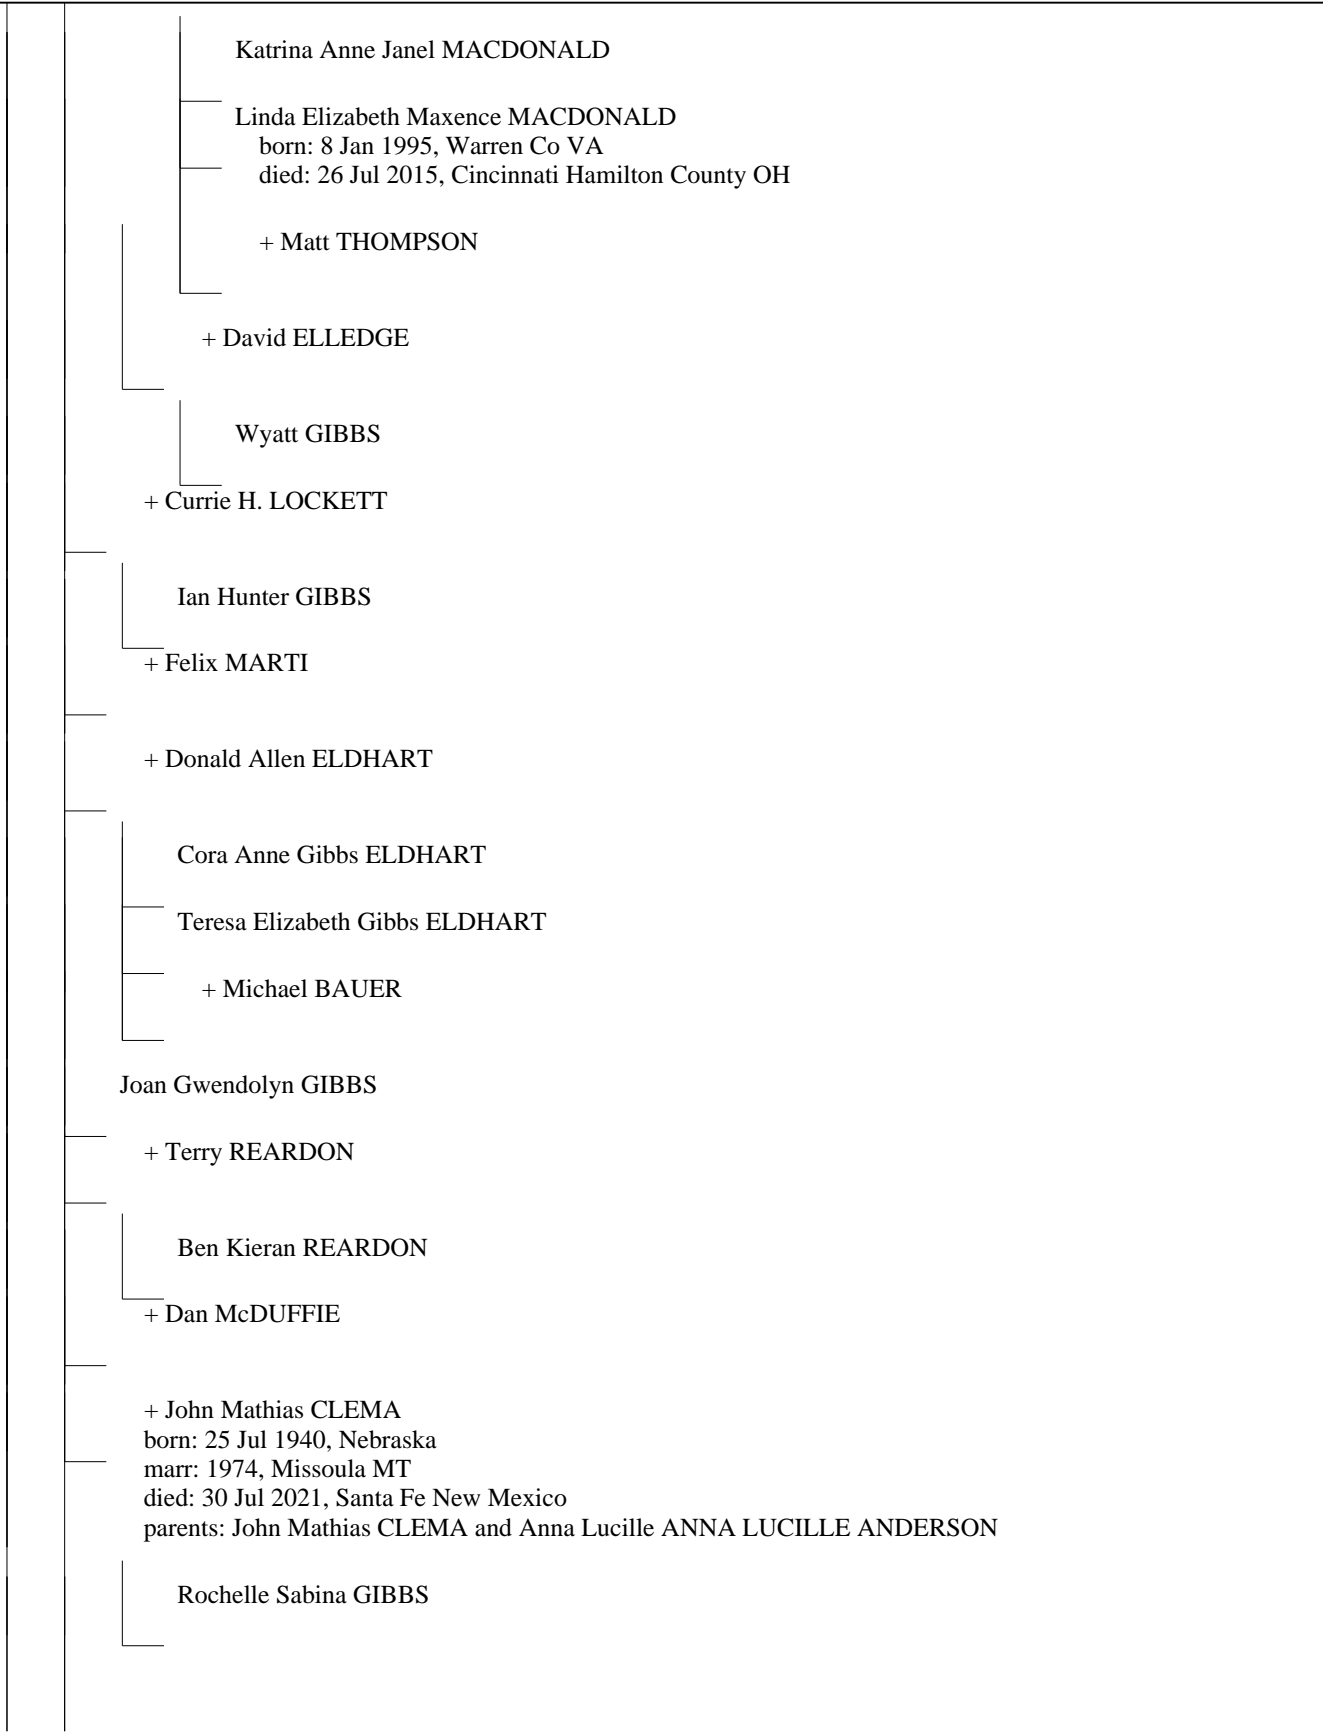 Katrina Anne Janel MACDONALD
Linda Elizabeth Maxence MACDONALD
born: 8 Jan 1995, Warren Co VA
died: 26 Jul 2015, Cincinnati Hamilton County OH
+ Matt THOMPSON
+ David ELLEDGE
Wyatt GIBBS
+ Currie H. LOCKETT
Ian Hunter GIBBS
+ Felix MARTI
+ Donald Allen ELDHART
Cora Anne Gibbs ELDHART
Teresa Elizabeth Gibbs ELDHART
+ Michael BAUER
Joan Gwendolyn GIBBS
+ Terry REARDON
Ben Kieran REARDON
+ Dan McDUFFIE
+ John Mathias CLEMA
born: 25 Jul 1940, Nebraska
marr: 1974, Missoula MT
died: 30 Jul 2021, Santa Fe New Mexico
parents: John Mathias CLEMA and Anna Lucille ANNA LUCILLE ANDERSON
Rochelle Sabina GIBBS